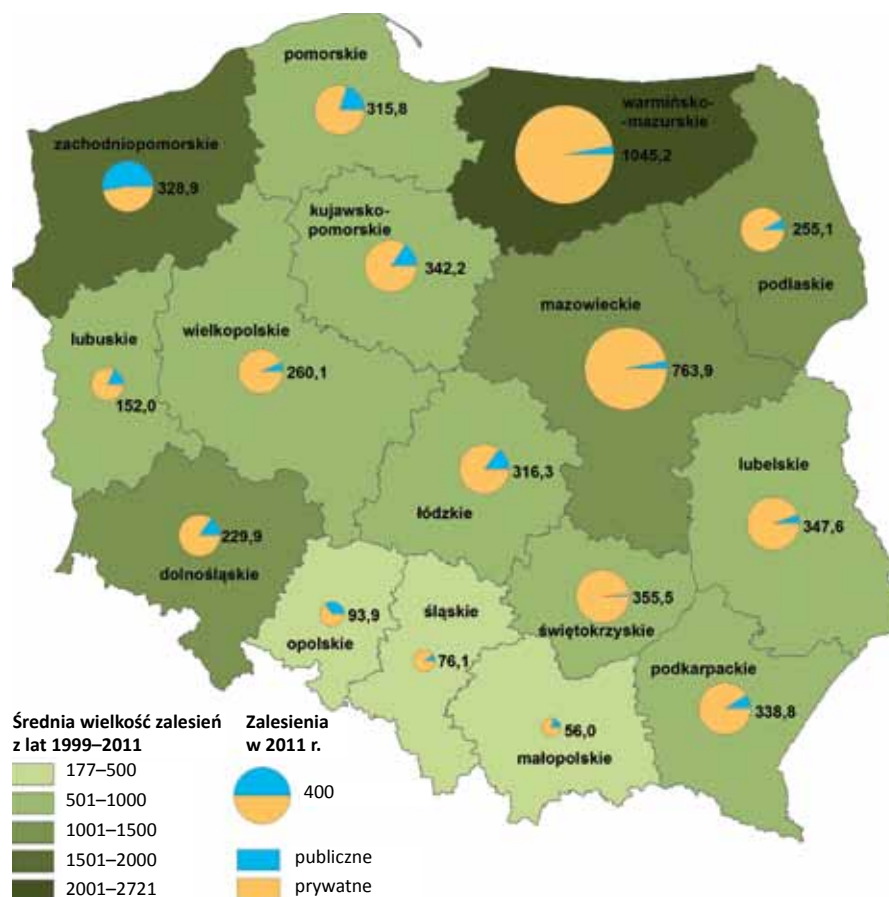 pomorskie
315,8
warmińsko-
-mazurskie
1045,2
zachodniopomorskie
328,9
kujawsko-
pomorskie
342,2
255,1
podlaskie
mazowieckie
763,9
lubuskie
152,0
wielkopolskie
260,1
316,3
łódzkie
lubelskie
347,6
229,9
dolnośląskie
93,9
opolskie
śląskie
76,1
355,5
świętokrzyskie
podkarpackie
338,8
56,0
małopolskie
Średnia wielkość zalesień
z lat 1999–2011
177–500
501–1000
1001–1500
1501–2000
2001–2721
Zalesienia
w 2011 r.
400
publiczne
prywatne